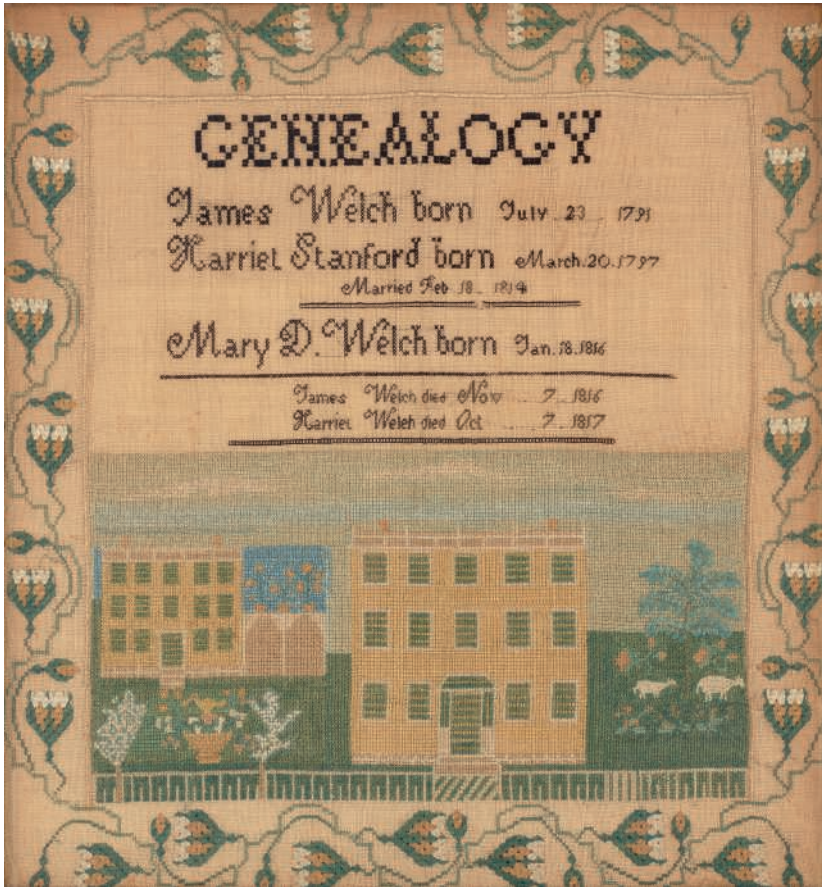 GENEALOGY
James Welch born July 23 1791
Harriet Stanford born March.20.1797
Married Feb 18 1814
Mary D. Welch born Jan.18.1816
James Welch died Nov 7 1816
Harriet Welch died Oct 7 1817